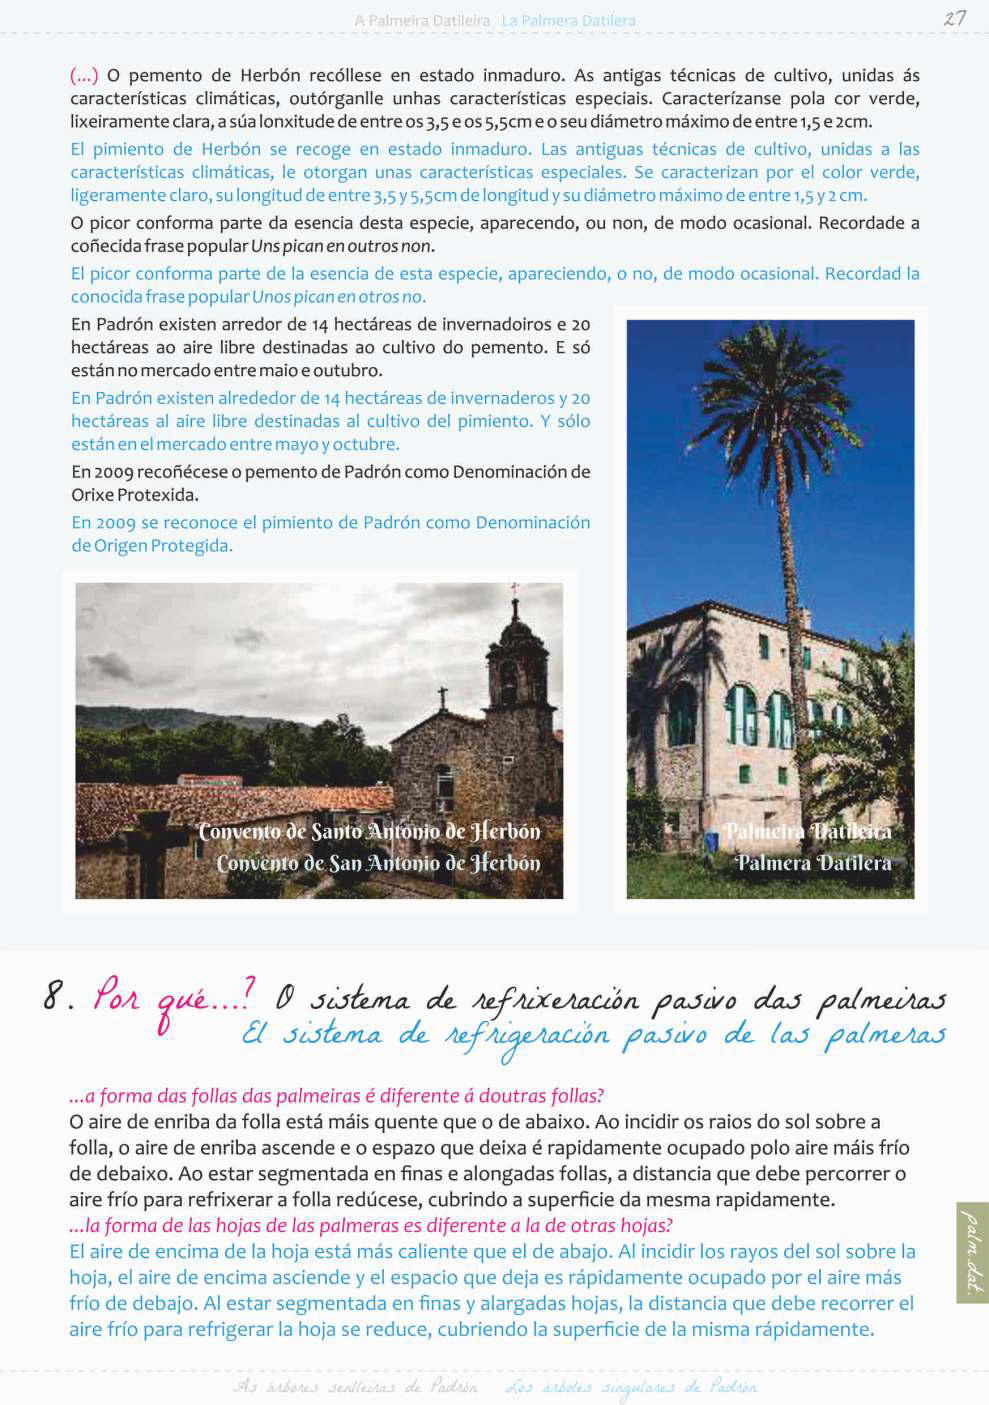 A Palmeira Datileira La Palmera Datilera
27
(...) O pemento de Herbón recóllese en estado inmaduro. As antigas técnicas de cultivo, unidas ás
características climáticas, outórganlle unhas características especiais. Caracterízanse pola cor verde,
lixeiramente clara, a súa lonxitude de entre os 3,5 e os 5,5cm e o seu diámetro máximo de entre 1,5 e 2cm.
El pimiento de Herbón se recoge en estado inmaduro. Las antiguas técnicas de cultivo, unidas a las
características climáticas, le otorgan unas características especiales. Se caracterizan por el color verde,
ligeramente claro, su longitud de entre 3,5 y 5,5cm de longitud y su diámetro máximo de entre 1,5 y 2 cm.
O picor conforma parte da esencia desta especie, aparecendo, ou non, de modo ocasional. Recordade a
coñecida frase popular Uns pican en outros non.
El picor conforma parte de la esencia de esta especie, apareciendo, o no, de modo ocasional. Recordad la
conocida frase popular Unos pican en otros no.
En Padrón existen arredor de 14 hectáreas de invernadoiros e 20
hectáreas ao aire libre destinadas ao cultivo do pemento. E só
están no mercado entre maio e outubro.
En Padrón existen alrededor de 14 hectáreas de invernaderos y 20
hectáreas al aire libre destinadas al cultivo del pimiento. Y sólo
están en el mercado entre mayo y octubre.
En 2009 recoñécese o pemento de Padrón como Denominación de
Orixe Protexida.
En 2009 se reconoce el pimiento de Padrón como Denominación
de Origen Protegida.
Convento de Santo Antonio de Herbón
Convento de San Antonio de Herbón
Palmeira Datileira
Palmera Datilera
8. Por qué...? O sistema de refrixeración pasivo das palmeiras
El sistema de refrigeración pasivo de las palmeras
...a forma das follas das palmeiras é diferente á doutras follas?
O aire de enriba da folla está máis quente que o de abaixo. Ao incidir os raios do sol sobre a
folla, o aire de enriba ascende e o espazo que deixa é rapidamente ocupado polo aire máis frío
de debaixo. Ao estar segmentada en finas e alongadas follas, a distancia que debe percorrer o
aire frío para refrixerar a folla redúcese, cubrindo a superficie da mesma rapidamente.
...la forma de las hojas de las palmeras es diferente a la de otras hojas?
El aire de encima de la hoja está más caliente que el de abajo. Al incidir los rayos del sol sobre la
hoja, el aire de encima asciende y el espacio que deja es rápidamente ocupado por el aire más
frío de debajo. Al estar segmentada en finas y alargadas hojas, la distancia que debe recorrer el
aire frío para refrigerar la hoja se reduce, cubriendo la superficie de la misma rápidamente.
palm.dat.
As árbores senlleiras de Padrón Los árboles singulares de Padrón